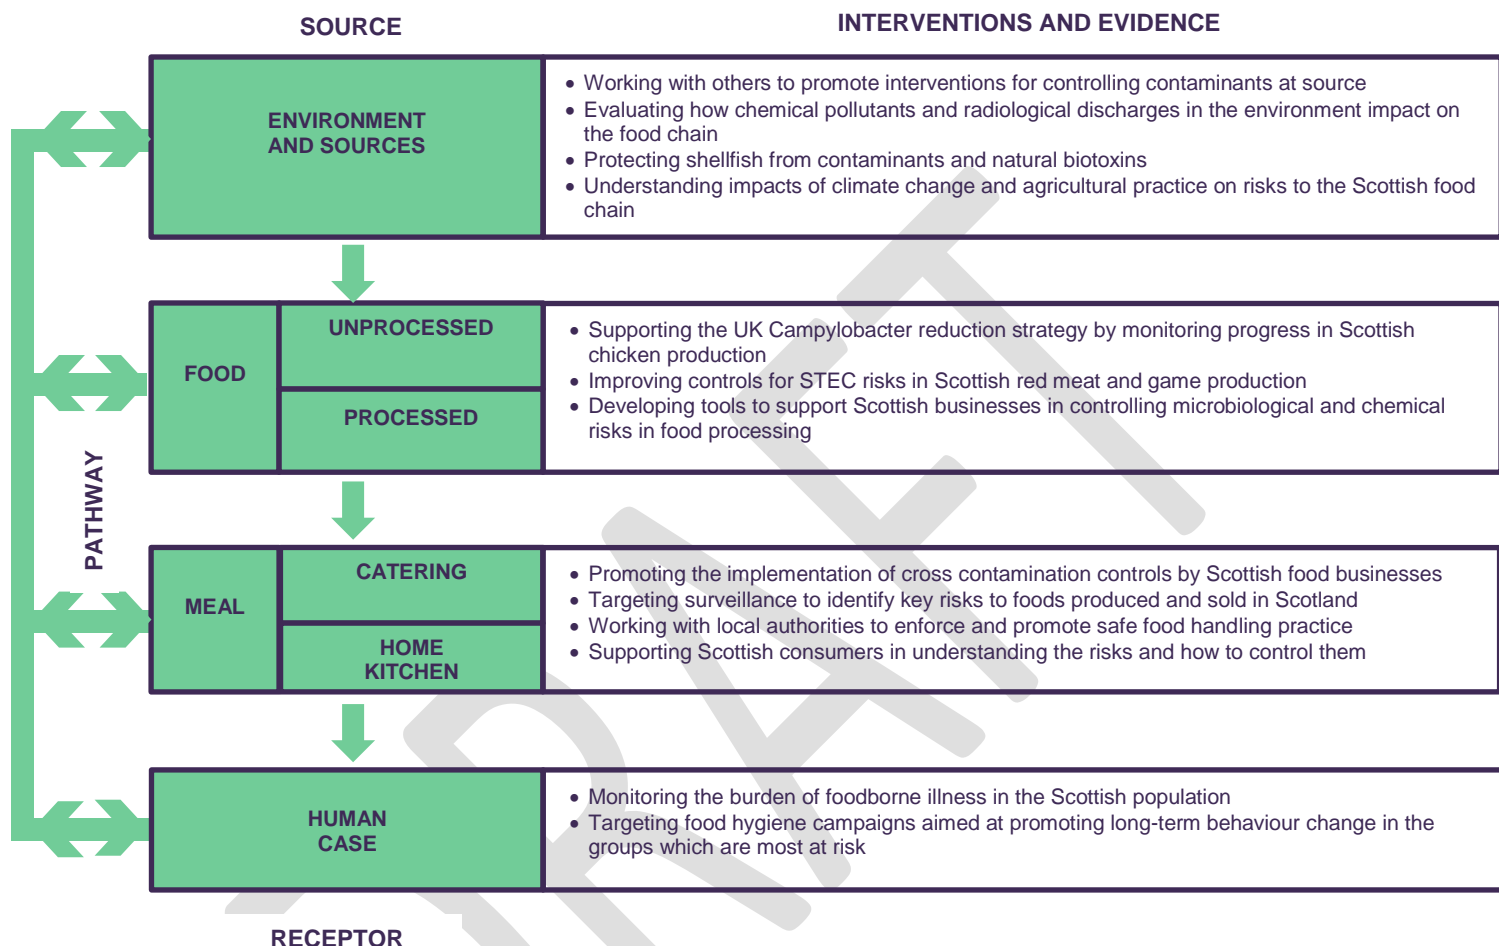 SOURCE
INTERVENTIONS AND EVIDENCE
ENVIRONMENT
AND SOURCES
• Working with others to promote interventions for controlling contaminants at source
• Evaluating how chemical pollutants and radiological discharges in the environment impact on
the food chain
• Protecting shellfish from contaminants and natural biotoxins
• Understanding impacts of climate change and agricultural practice on risks to the Scottish food
chain
FOOD
UNPROCESSED
PROCESSED
• Supporting the UK Campylobacter reduction strategy by monitoring progress in Scottish
chicken production
• Improving controls for STEC risks in Scottish red meat and game production
• Developing tools to support Scottish businesses in controlling microbiological and chemical
risks in food processing
PATHWAY
MEAL
CATERING
HOME
KITCHEN
• Promoting the implementation of cross contamination controls by Scottish food businesses
• Targeting surveillance to identify key risks to foods produced and sold in Scotland
• Working with local authorities to enforce and promote safe food handling practice
• Supporting Scottish consumers in understanding the risks and how to control them
HUMAN
CASE
• Monitoring the burden of foodborne illness in the Scottish population
• Targeting food hygiene campaigns aimed at promoting long-term behaviour change in the
groups which are most at risk
RECEPTOR
DRAFT